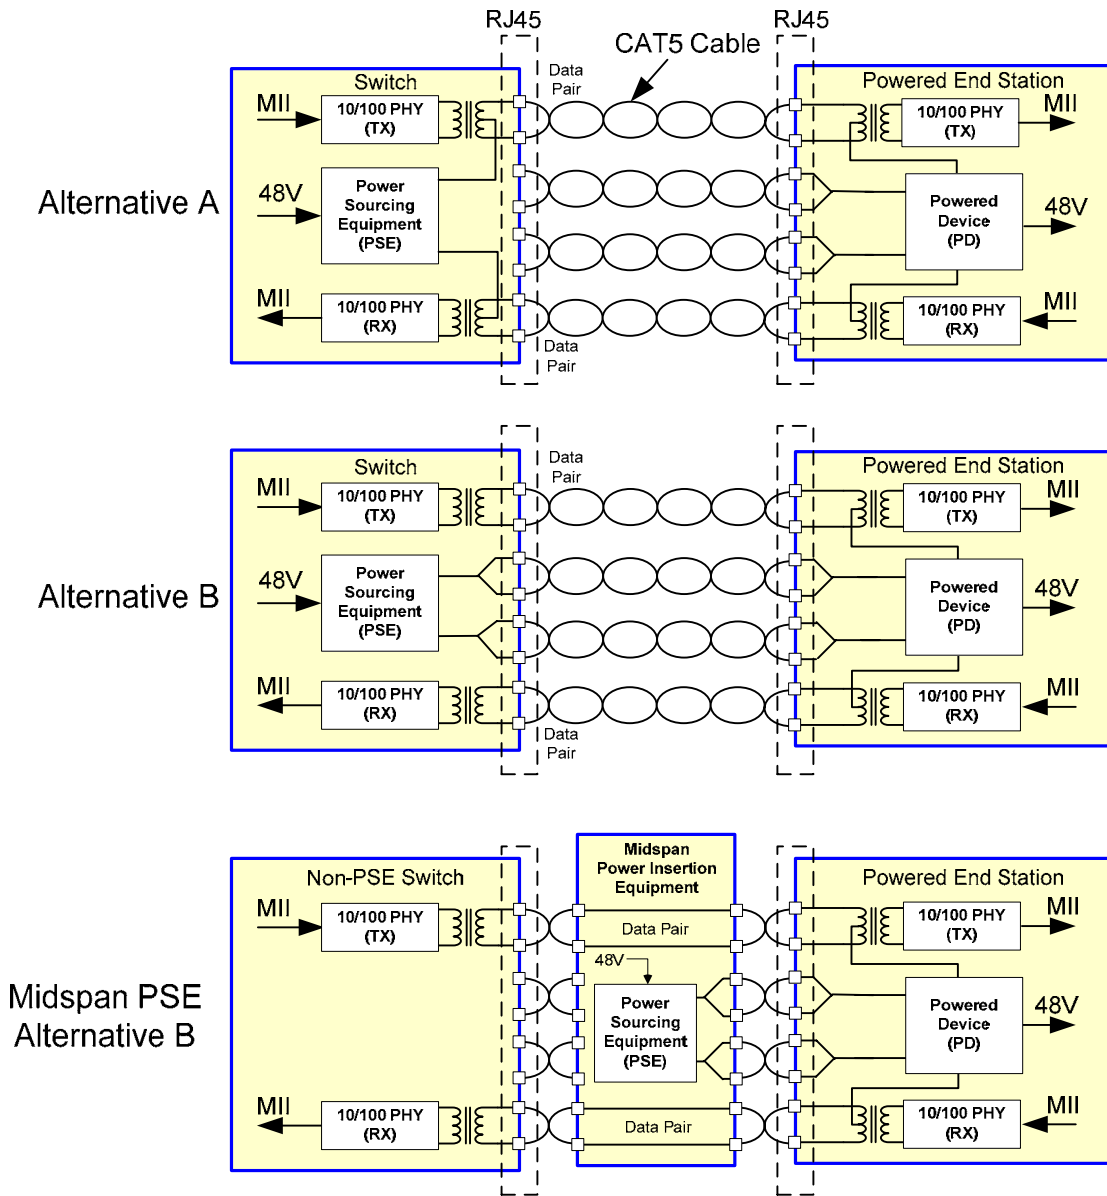 RJ45
RJ45
CAT5 Cable
Alternative A
Switch
MII
10/100 PHY
(TX)
48V
Power
Sourcing
Equipment
(PSE)
MII
10/100 PHY
(RX)
Data
Pair
Data
Pair
Powered End Station
10/100 PHY
(TX)
MII
Powered
Device
(PD)
48V
10/100 PHY
(RX)
MII
Alternative B
Switch
MII
10/100 PHY
(TX)
48V
Power
Sourcing
Equipment
(PSE)
MII
10/100 PHY
(RX)
Data
Pair
Data
Pair
Powered End Station
10/100 PHY
(TX)
MII
Powered
Device
(PD)
48V
10/100 PHY
(RX)
MII
Midspan PSE
Alternative B
Non-PSE Switch
MII
10/100 PHY
(TX)
MII
10/100 PHY
(RX)
Midspan
Power Insertion
Equipment
Data Pair
48V
Power
Sourcing
Equipment
(PSE)
Data Pair
Powered End Station
10/100 PHY
(TX)
MII
Powered
Device
(PD)
48V
10/100 PHY
(RX)
MII